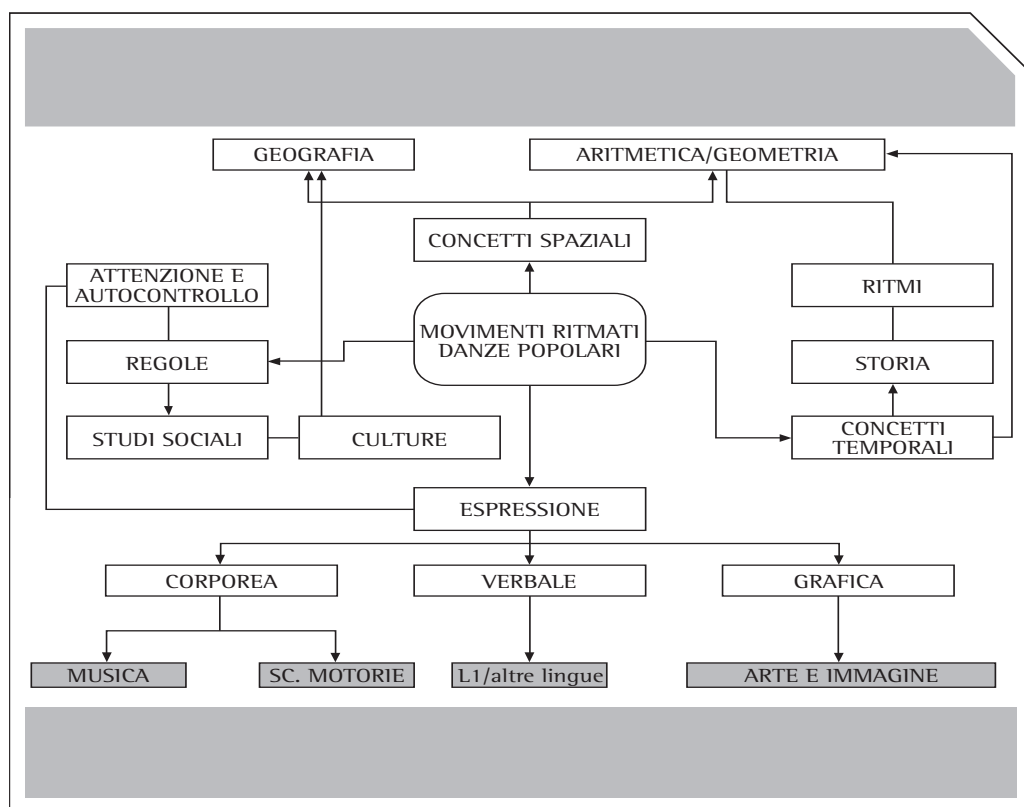 GEOGRAFIA
ARITMETICA/GEOMETRIA
CONCETTI SPAZIALI
ATTENZIONE E
AUTOCONTROLLO
RITMI
MOVIMENTI RITMATI
DANZE POPOLARI
REGOLE
STORIA
STUDI SOCIALI
CULTURE
CONCETTI
TEMPORALI
ESPRESSIONE
CORPOREA
VERBALE
GRAFICA
MUSICA
SC. MOTORIE
L1/altre lingue
ARTE E IMMAGINE